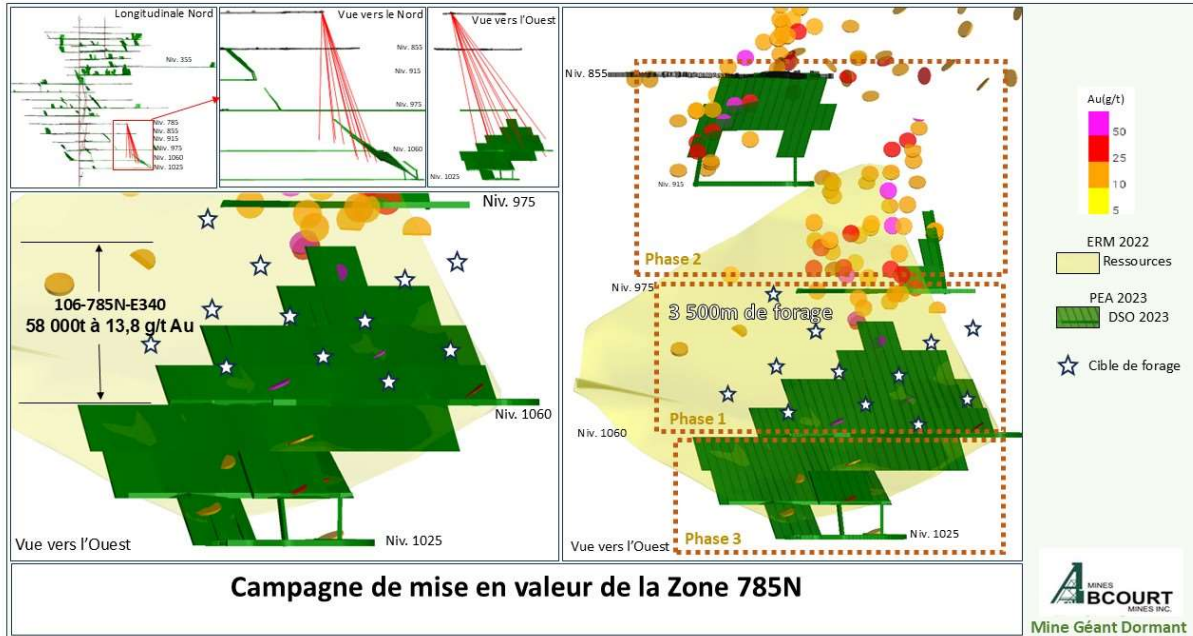 Longitudinale Nord
Niv. 355
Niv. 785
Niv. 855
Niv. 915
Niv. 975
Niv. 1060
Niv. 1025
Vue vers le Nord
Niv. 855
Niv. 915
Niv. 975
Niv. 1060
Niv. 1025
Vue vers l'Ouest
Niv. 975
106-785N-E340
58 000t à 13,8 g/t Au
Niv. 1060
Niv. 1025
Vue vers l'Ouest
Niv. 855
Niv. 915
Phase 2
Niv. 975
3 500m de forage
Phase 1
Niv. 1060
Phase 3
Niv. 1025
Vue vers l'Ouest
Au(g/t)
50
25
10
5
ERM 2022
Ressources
PEA 2023
DSO 2023
Cible de forage
Campagne de mise en valeur de la Zone 785N
MINES
ABCOURT
MINES INC.
Mine Géant Dormant